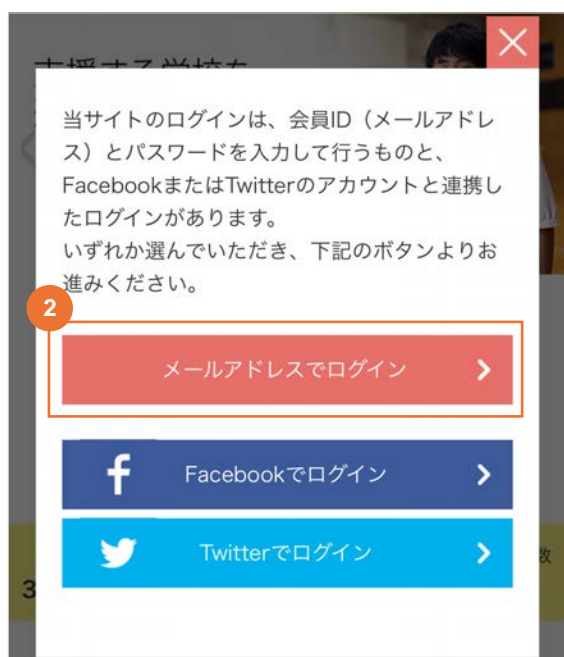 当サイトのログインは、会員ID（メールアドレ
ス）とパスワードを入力して行うものと、
FacebookまたはTwitterのアカウントと連携し
たログインがあります。
いずれか選んでいただき、下記のボタンよりお
進みください。
2
メールアドレスでログイン
Facebookでログイン
Twitterでログイン
数
3